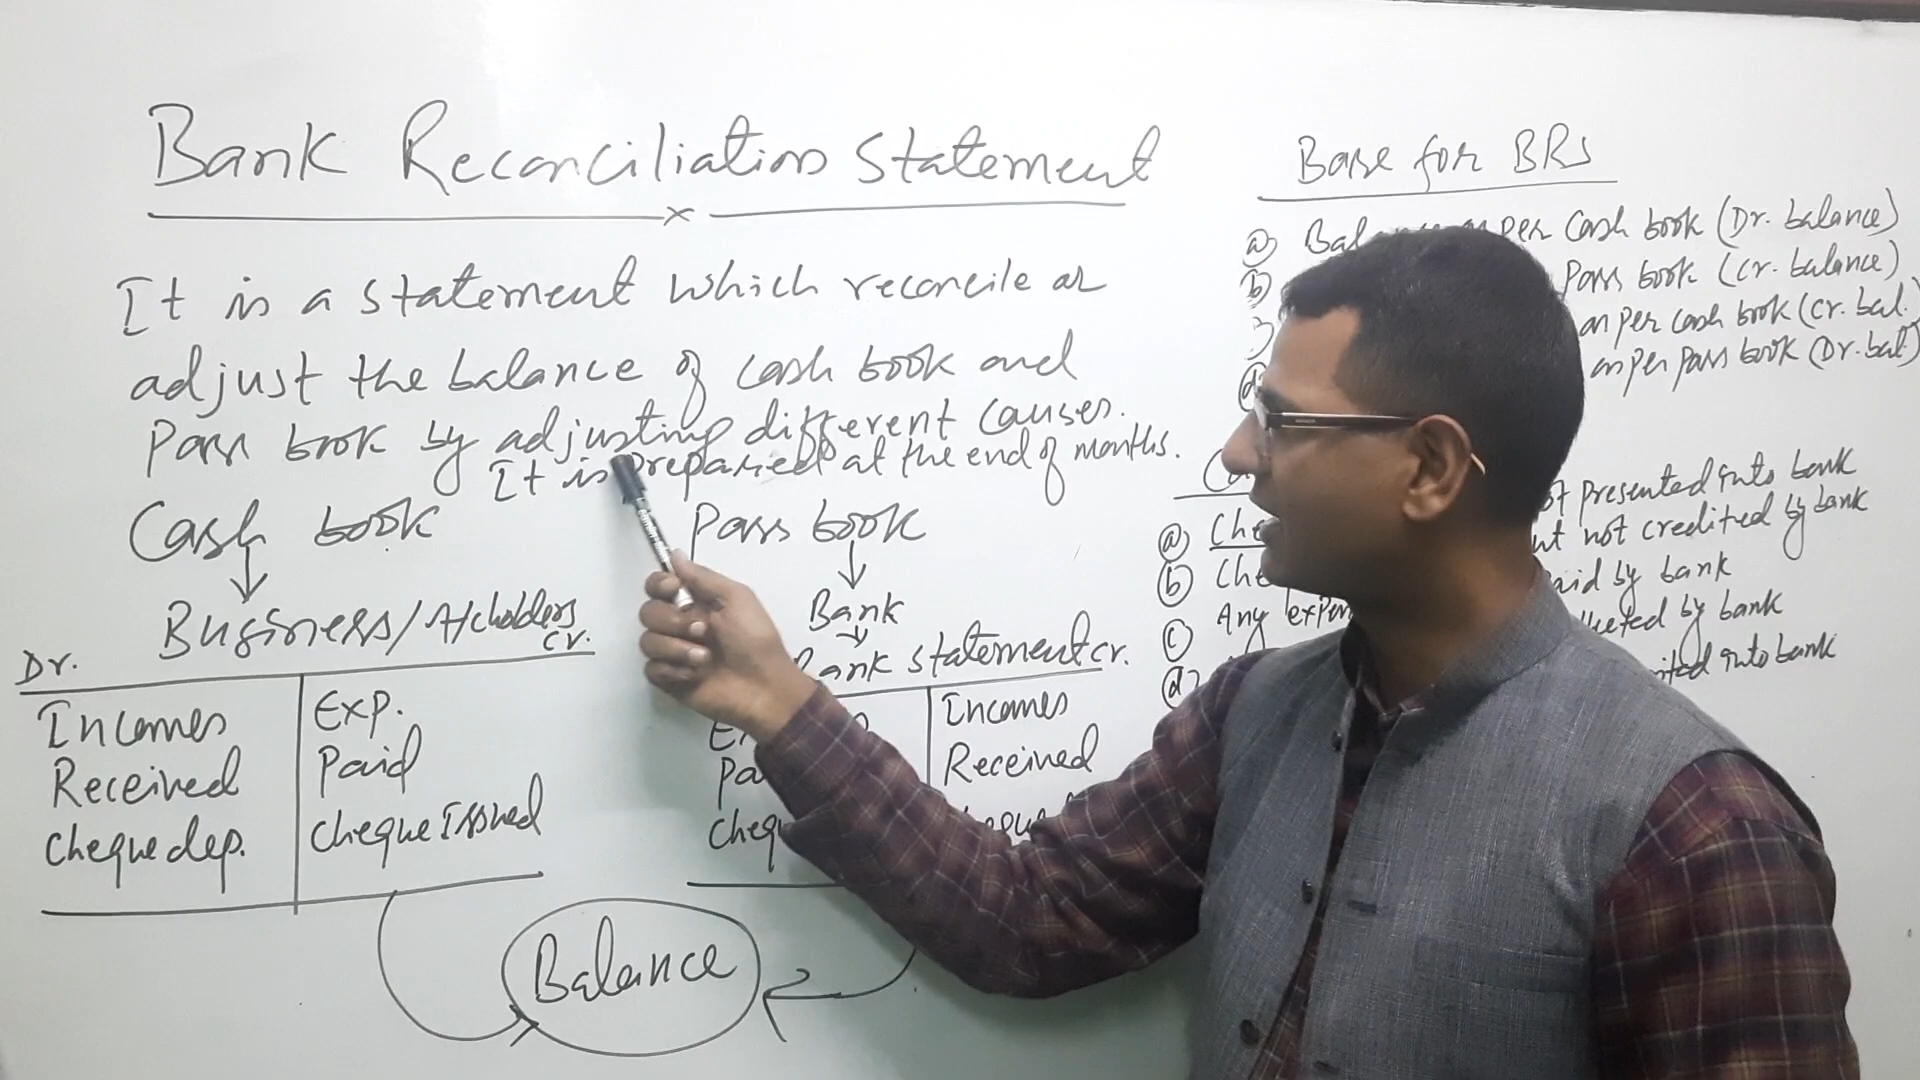 Bank Reconciliation Statement
It is a statement which reconcile or
adjust the balance of cash book and
Pass book by adjusting different causes.
It is prepared at the end of months.
Cash book
Business/A/cholders
Dr. cr.
Incomes Exp.
Received Paid
Cheque dep. Cheque Issued
Pass book
Bank
Bank Statement cr.
Incomes
Received
Balance
Base for BRS
a) per Cash book (Dr. balance)
b) Pass book (Cr. balance)
as per cash book (Cr. bal.)
d as per pass book (Dr. bal)
a) presented into bank
b) not credited by bank
c) Any by bank
by bank
d) into bank